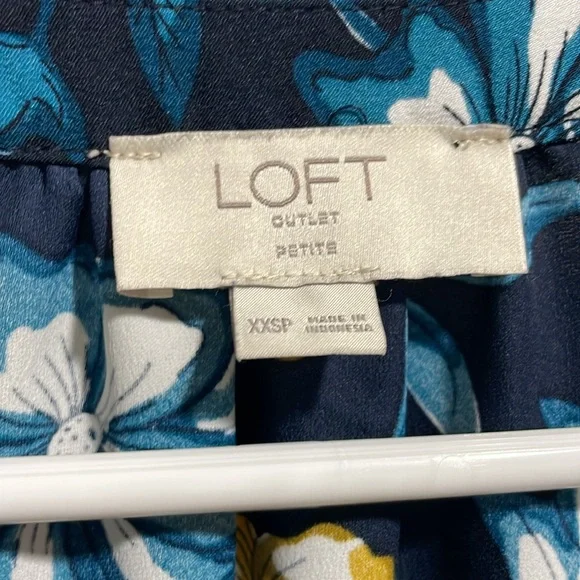 LOFT
OUTLET
PETITE
XXSP
MADE IN
INDONESIA